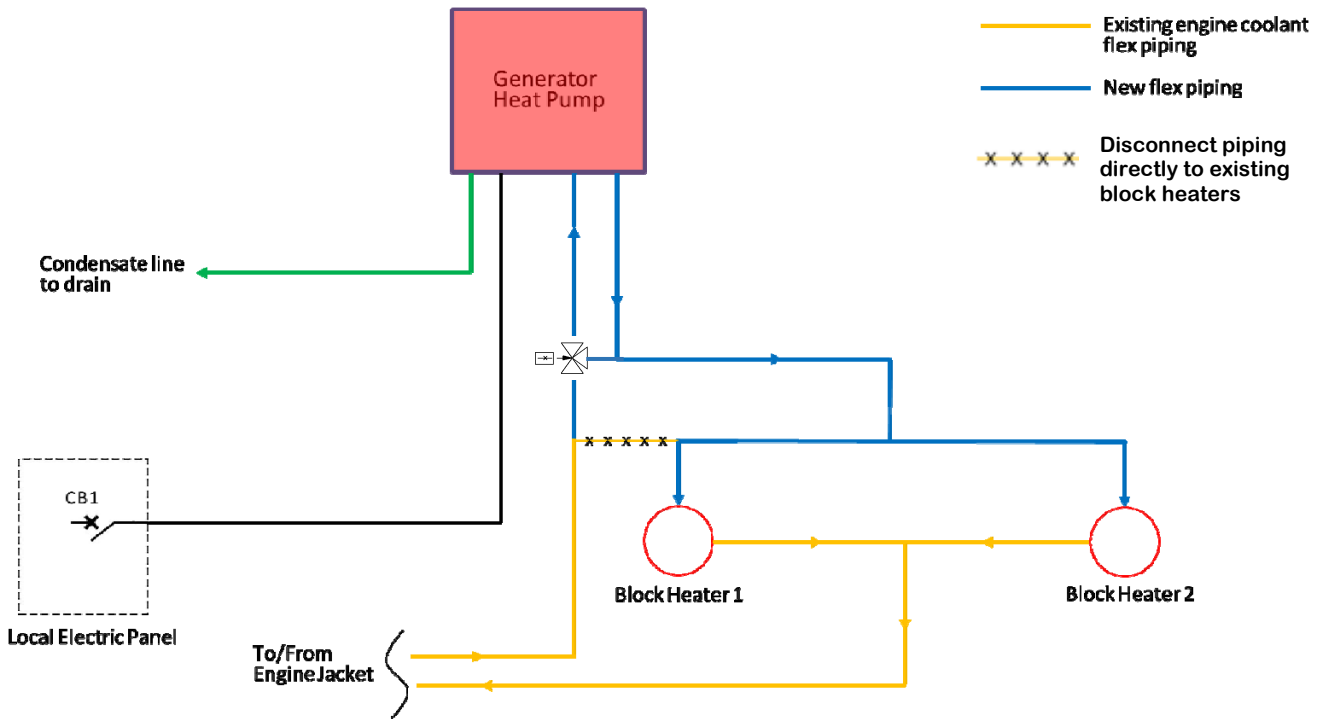 Generator
Heat Pump
Existing engine coolant
flex piping
New flex piping
Disconnect piping
directly to existing
block heaters
Condensate line
to drain
CB1
Local Electric Panel
Block Heater 1
Block Heater 2
To/From
Engine Jacket